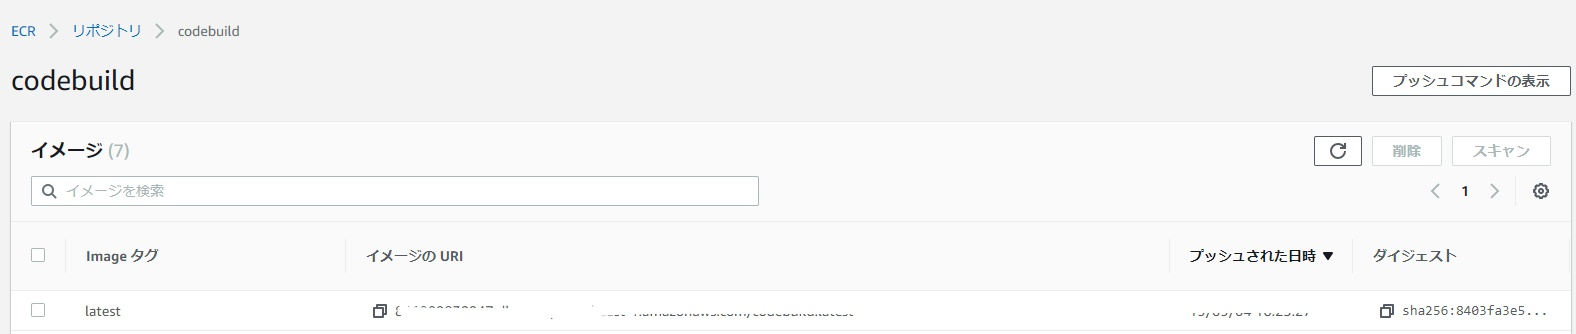 ECR > リポジトリ > codebuild
codebuild
プッシュコマンドの表示
イメージ (7)
削除 スキャン
イメージを検索
1
Image タグ イメージの URI プッシュされた日時 ▼ ダイジェスト
latest sha256:8403fa3e5...